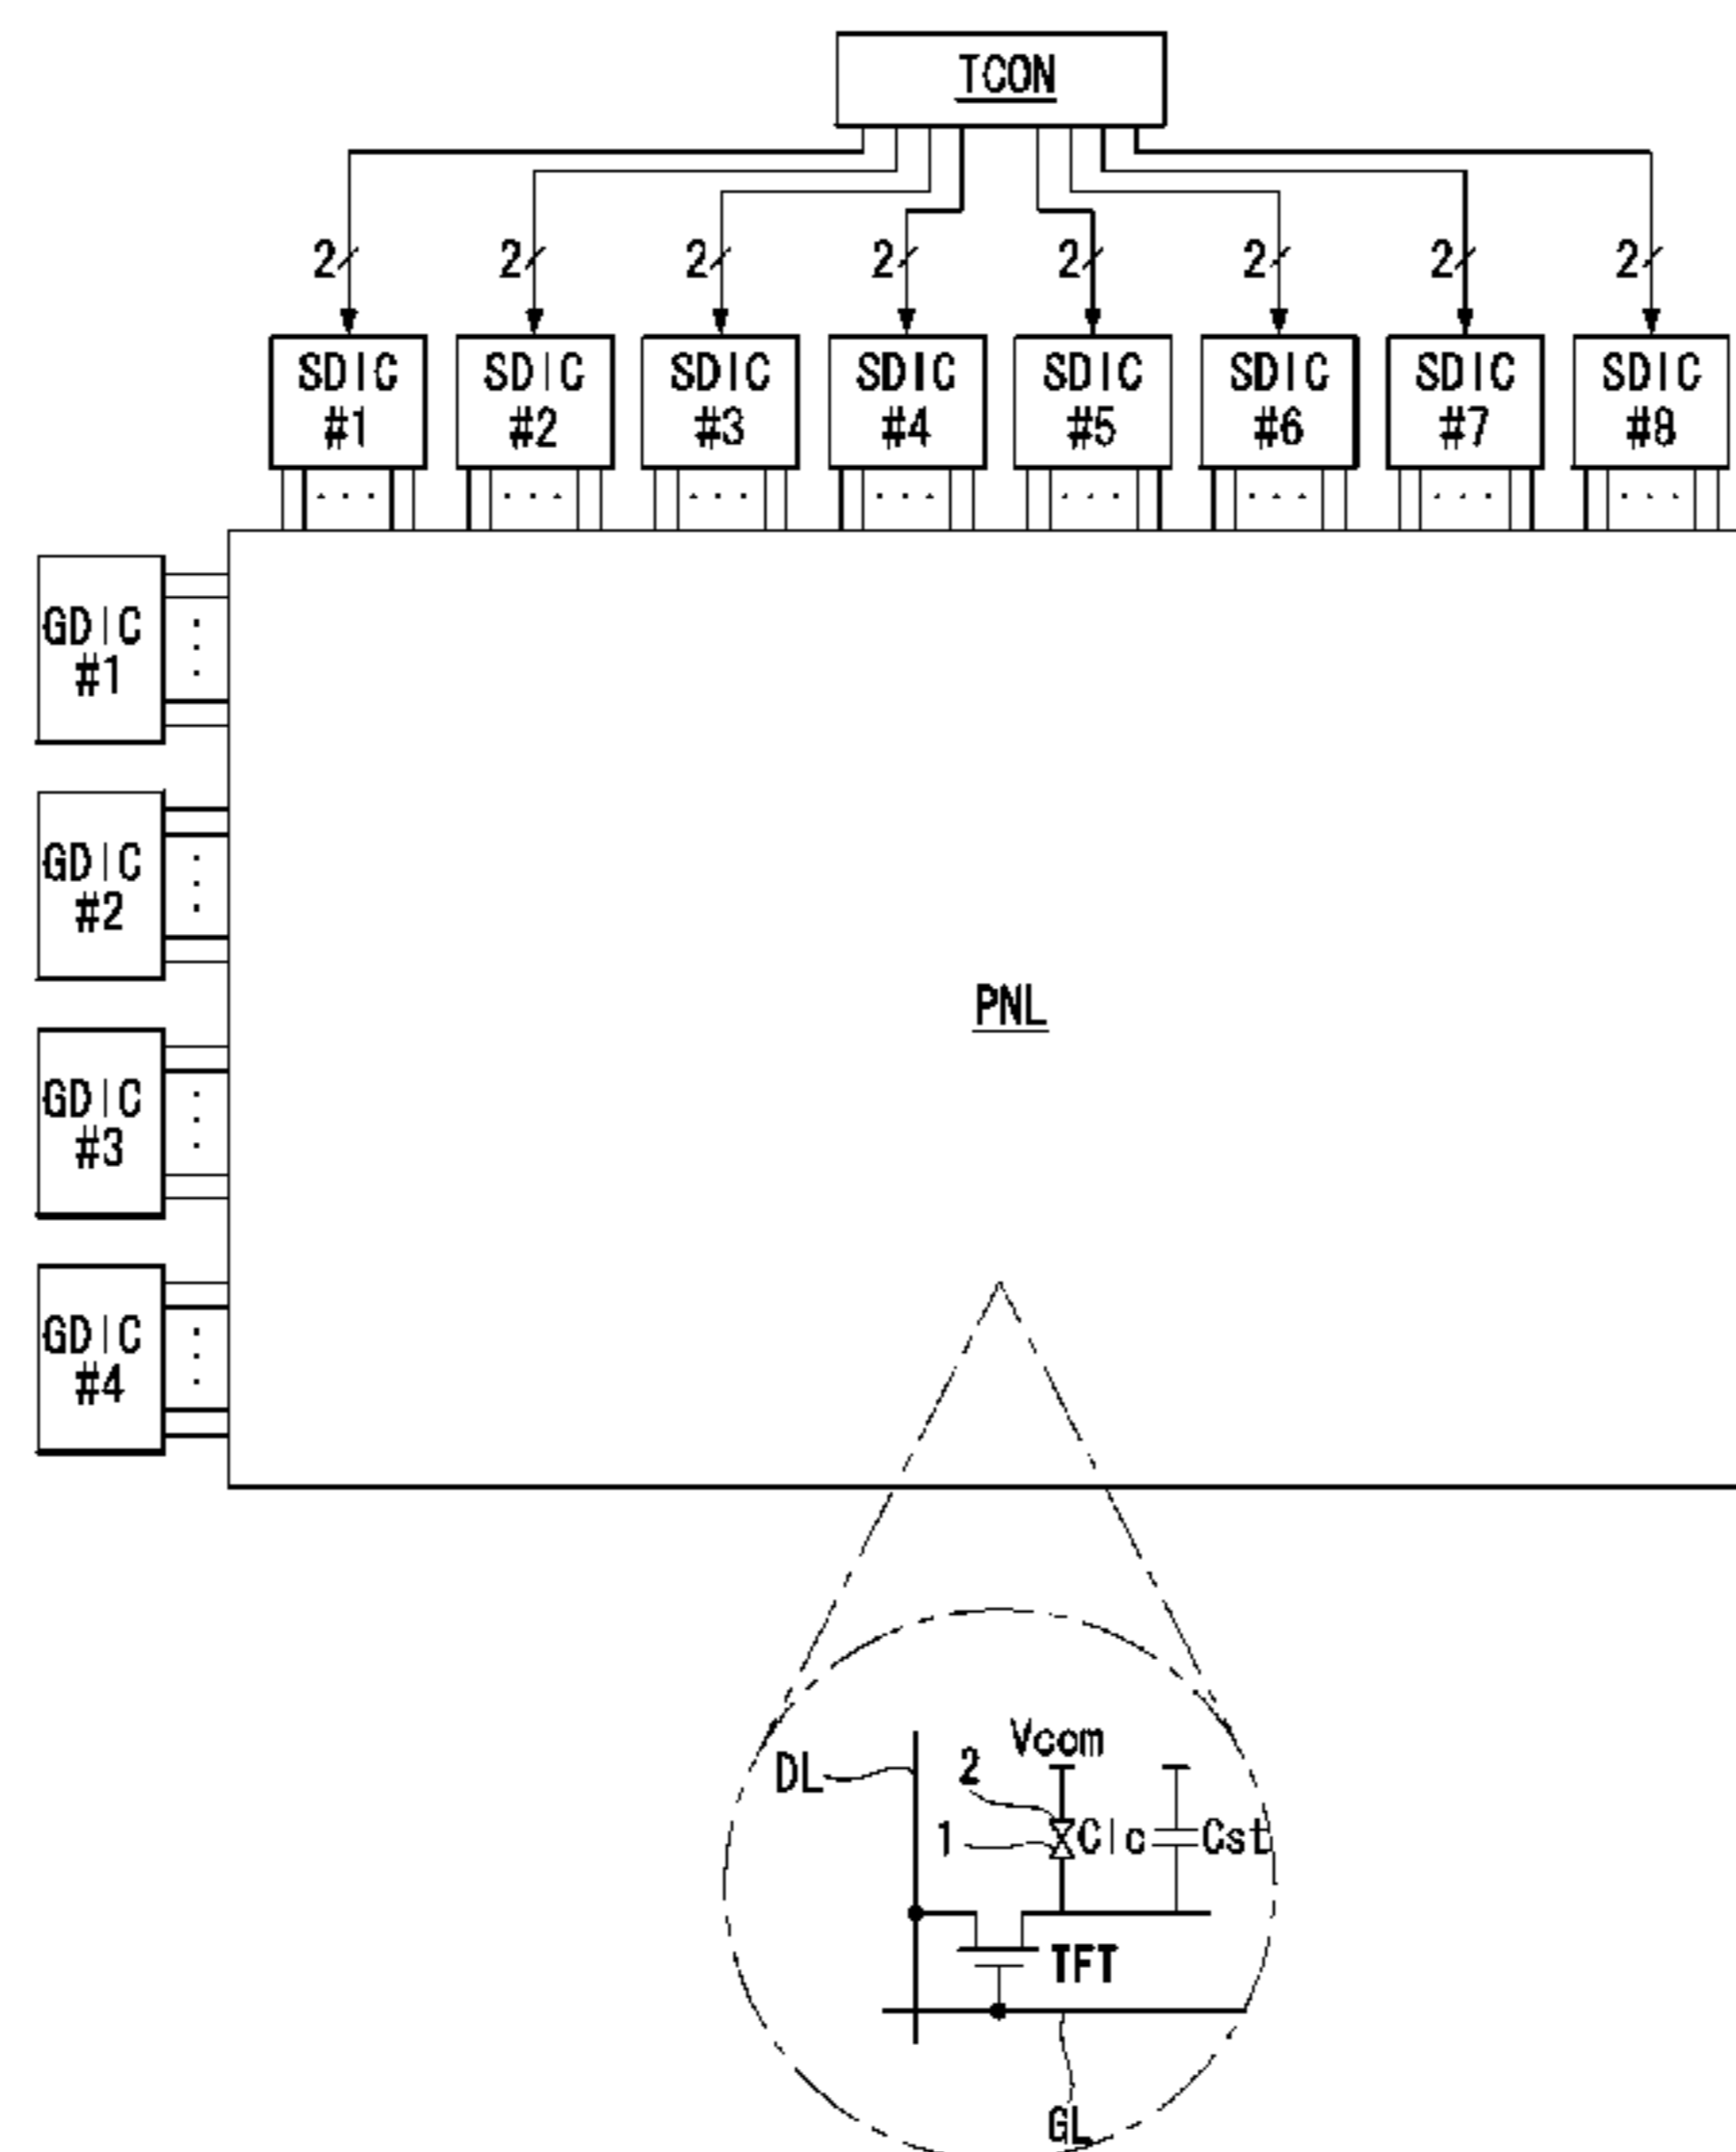 TCON
2 2 2 2 2 2 2 2
SDIC SDIC SDIC SDIC SDIC SDIC SDIC SDIC
#1 #2 #3 #4 #5 #6 #7 #8
GDIC
#1
GDIC
#2
PNL
GDIC
#3
GDIC
#4
Vcom
DL 2
1 Clc Cst
TFT
GL